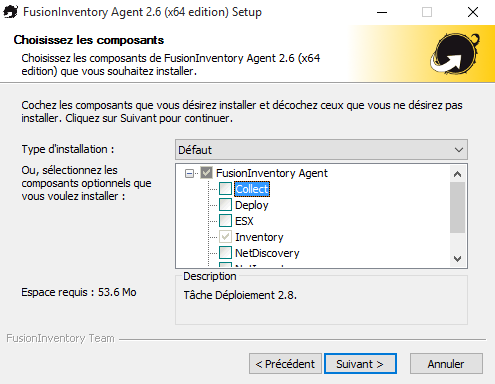 FusionInventory Agent 2.6 (x64 edition) Setup
Choisissez les composants
Choisissez les composants de FusionInventory Agent 2.6 (x64
edition) que vous souhaitez installer.
Cochez les composants que vous désirez installer et décochez ceux que vous ne désirez pas
installer. Cliquez sur Suivant pour continuer.
Type d'installation :
Défaut
Ou, sélectionnez les
composants optionnels que
vous voulez installer :
FusionInventory Agent
Collect
Deploy
ESX
Inventory
NetDiscovery
Espace requis : 53.6 Mo
Description
Tâche Déploiement 2.8.
FusionInventory Team
< Précédent
Suivant >
Annuler